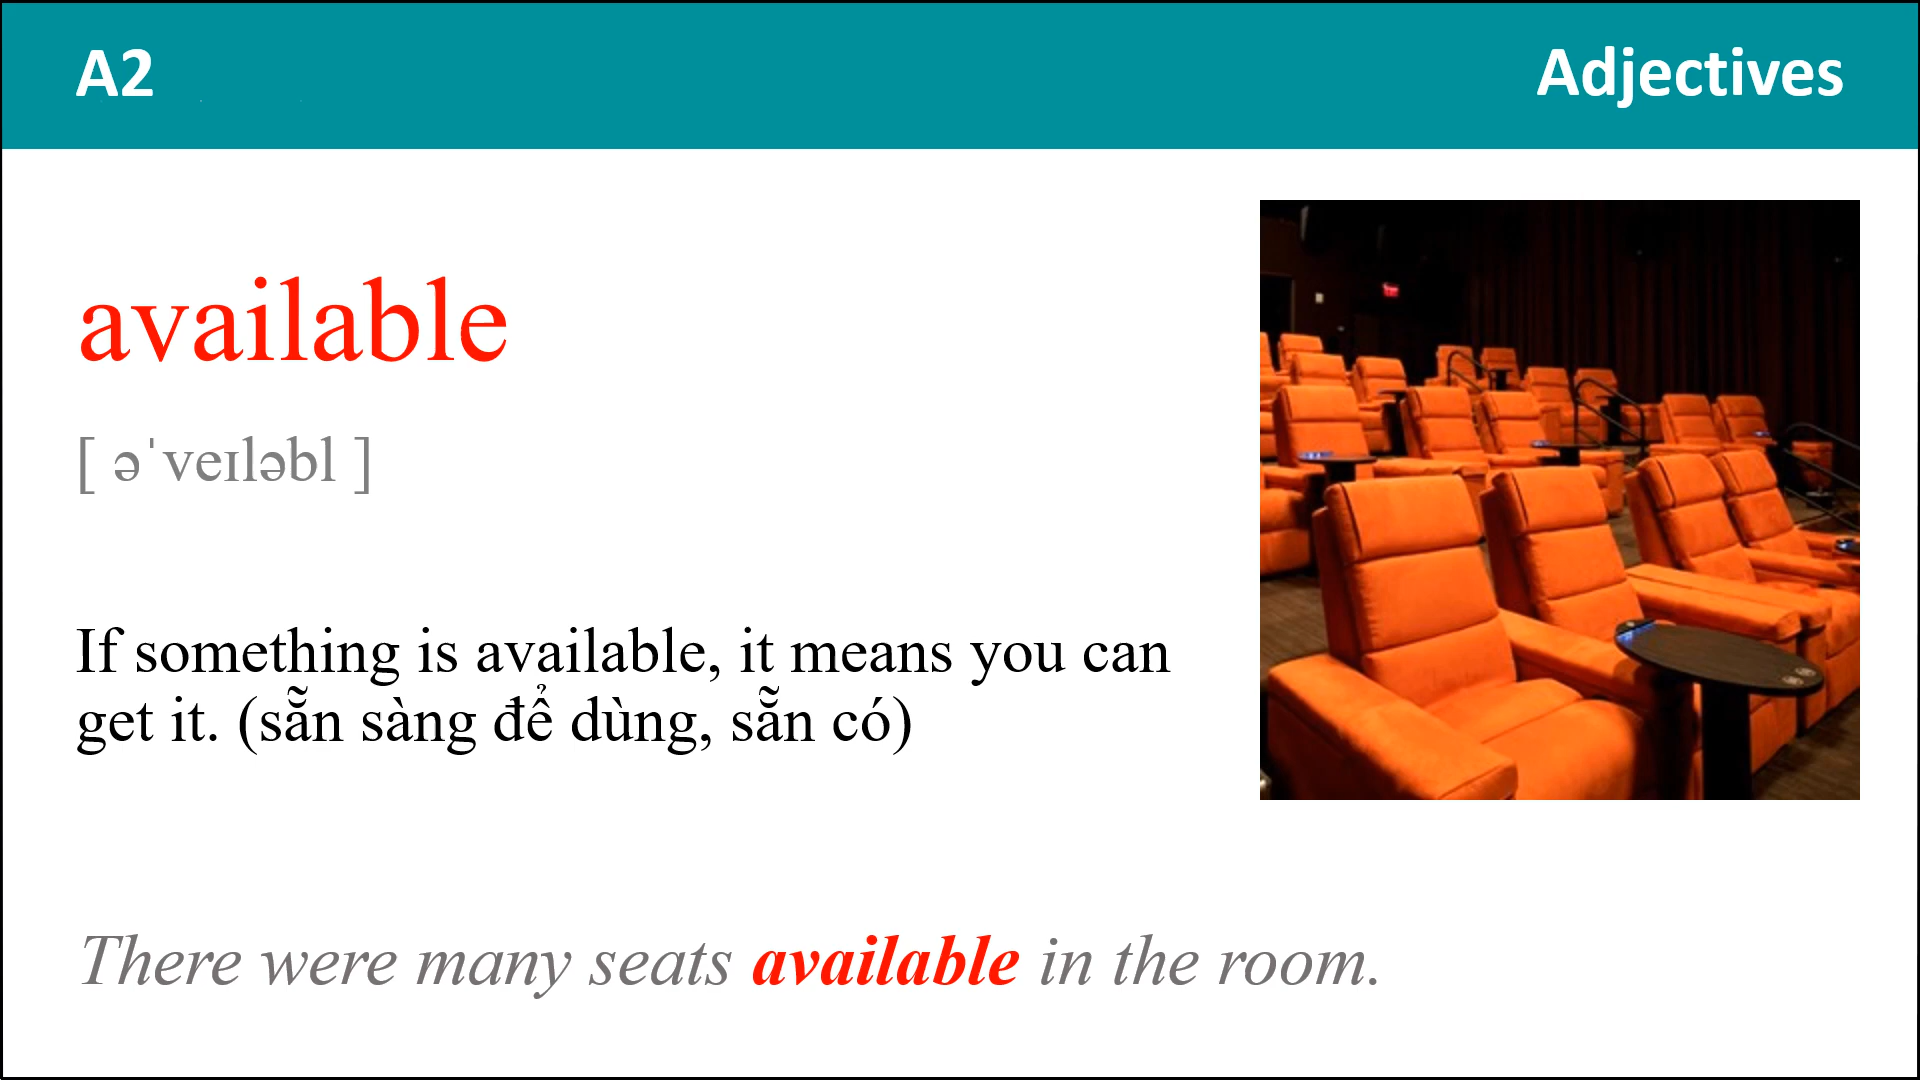 A2 Adjectives
available
[ əˈveɪləbl ]
If something is available, it means you can
get it. (sẵn sàng để dùng, sẵn có)
There were many seats available in the room.